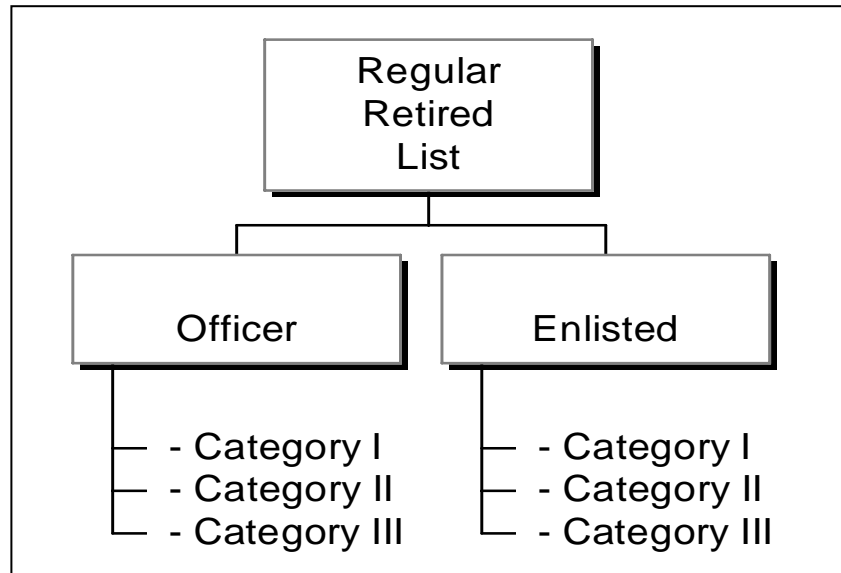 Regular
Retired
List
Officer
- Category I
- Category II
- Category III
Enlisted
- Category I
- Category II
- Category III